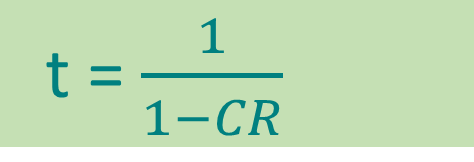 t = 1/(1−CR)